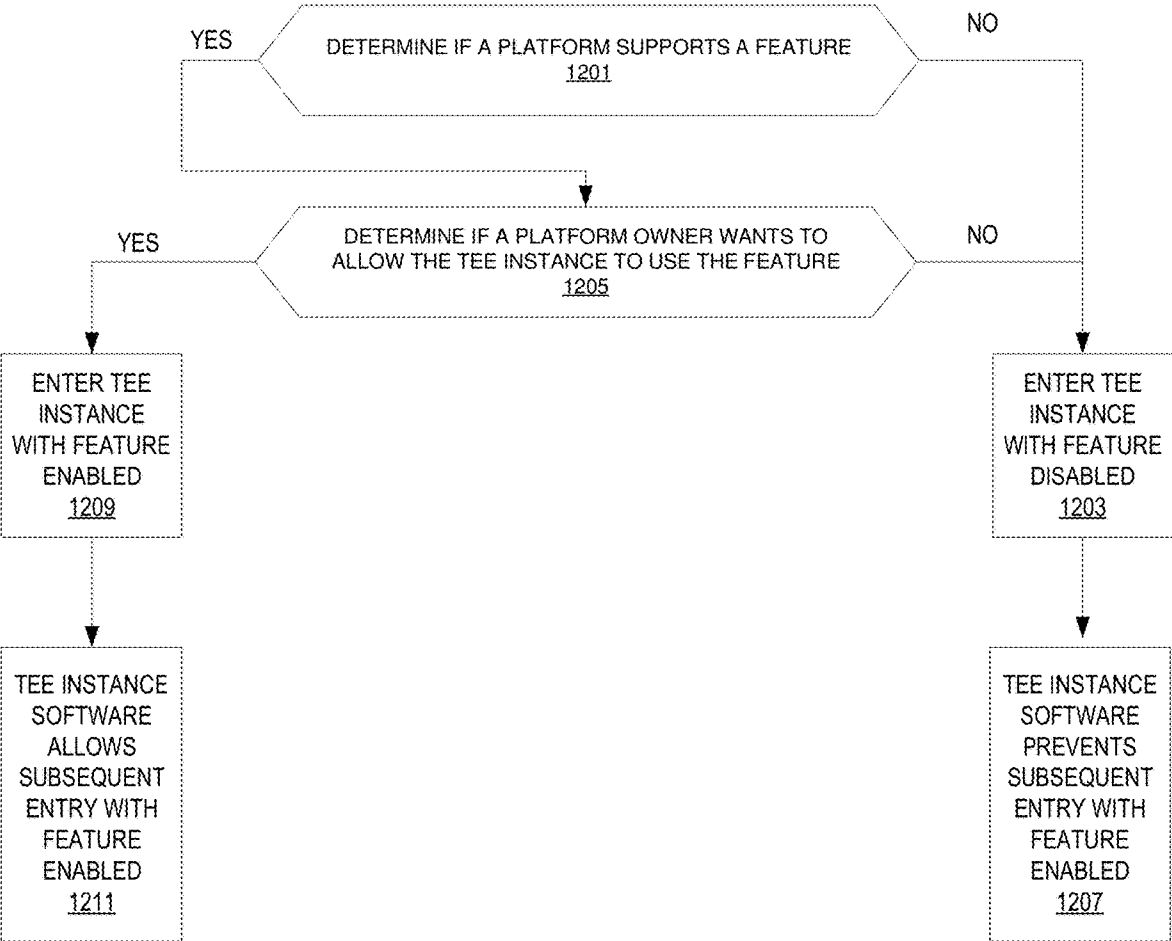 YES
NO
DETERMINE IF A PLATFORM SUPPORTS A FEATURE
1201
YES
NO
DETERMINE IF A PLATFORM OWNER WANTS TO
ALLOW THE TEE INSTANCE TO USE THE FEATURE
1205
ENTER TEE
INSTANCE
WITH FEATURE
ENABLED
1209
ENTER TEE
INSTANCE
WITH FEATURE
DISABLED
1203
TEE INSTANCE
SOFTWARE
ALLOWS
SUBSEQUENT
ENTRY WITH
FEATURE
ENABLED
1211
TEE INSTANCE
SOFTWARE
PREVENTS
SUBSEQUENT
ENTRY WITH
FEATURE
ENABLED
1207